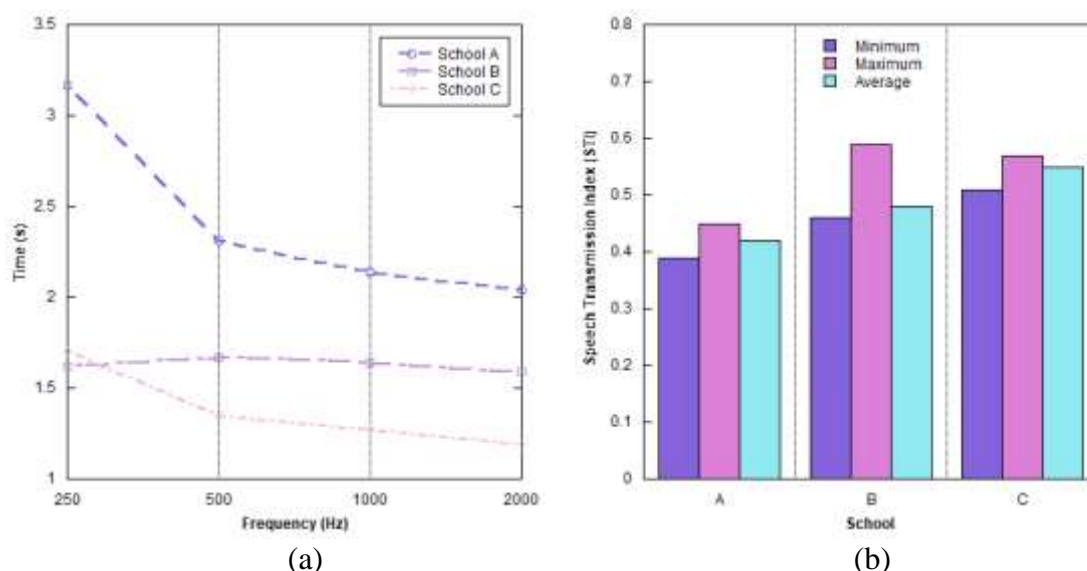 3.5
3
2.5
2
1.5
1
Time (s)
250
500
1000
2000
Frequency (Hz)
School A
School B
School C
(a)
0.8
0.7
0.6
0.5
0.4
0.3
0.2
0.1
0
Speech Transmission Index (STI)
Minimum
Maximum
Average
A
B
C
School
(b)